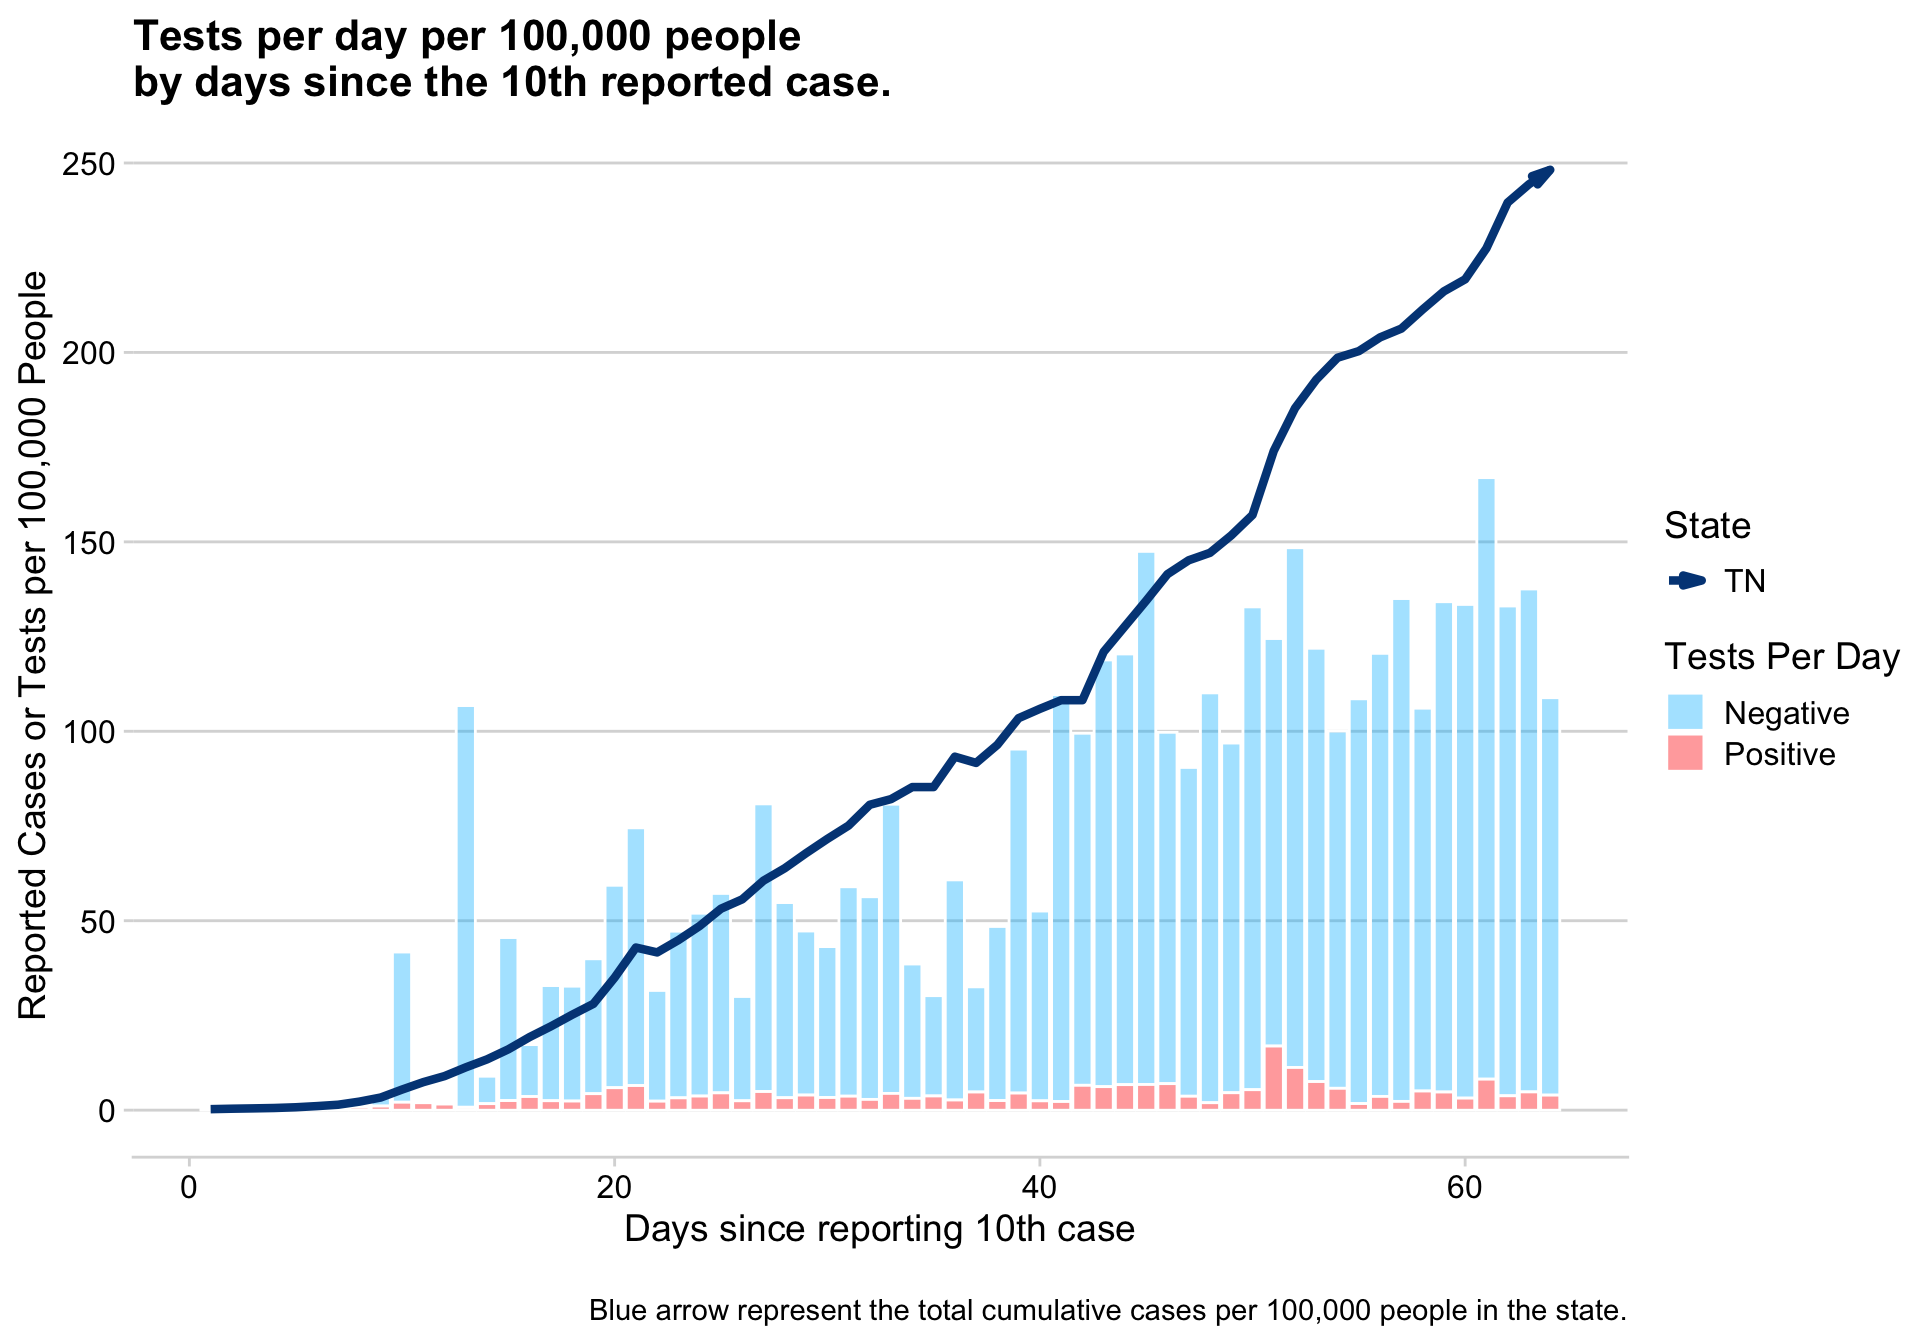 Tests per day per 100,000 people
by days since the 10th reported case.
Reported Cases or Tests per 100,000 People
250
200
150
100
50
0
0
20
40
60
Days since reporting 10th case
State
TN
Tests Per Day
Negative
Positive
Blue arrow represent the total cumulative cases per 100,000 people in the state.